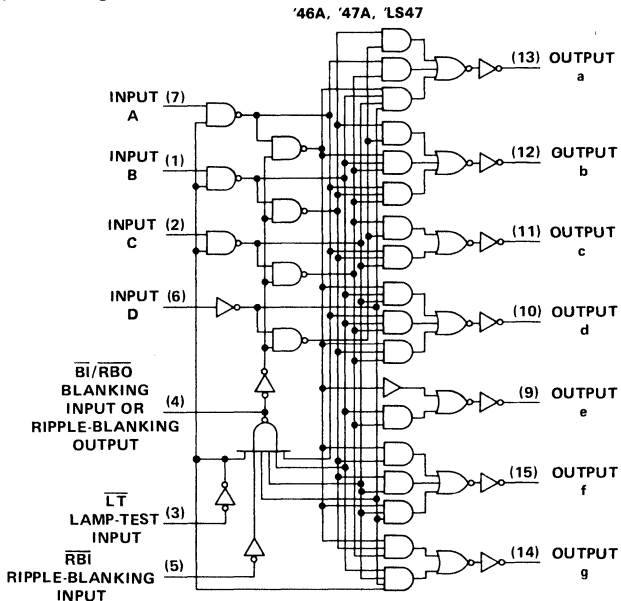 '46A, '47A, 'LS47
INPUT (7)
A
INPUT (1)
B
INPUT (2)
C
INPUT (6)
D
BI/RBO
BLANKING (4)
INPUT OR
RIPPLE-BLANKING
OUTPUT
LT
LAMP-TEST (3)
INPUT
RBI (5)
RIPPLE-BLANKING
INPUT
(13) OUTPUT
a
(12) OUTPUT
b
(11) OUTPUT
c
(10) OUTPUT
d
(9) OUTPUT
e
(15) OUTPUT
f
(14) OUTPUT
g